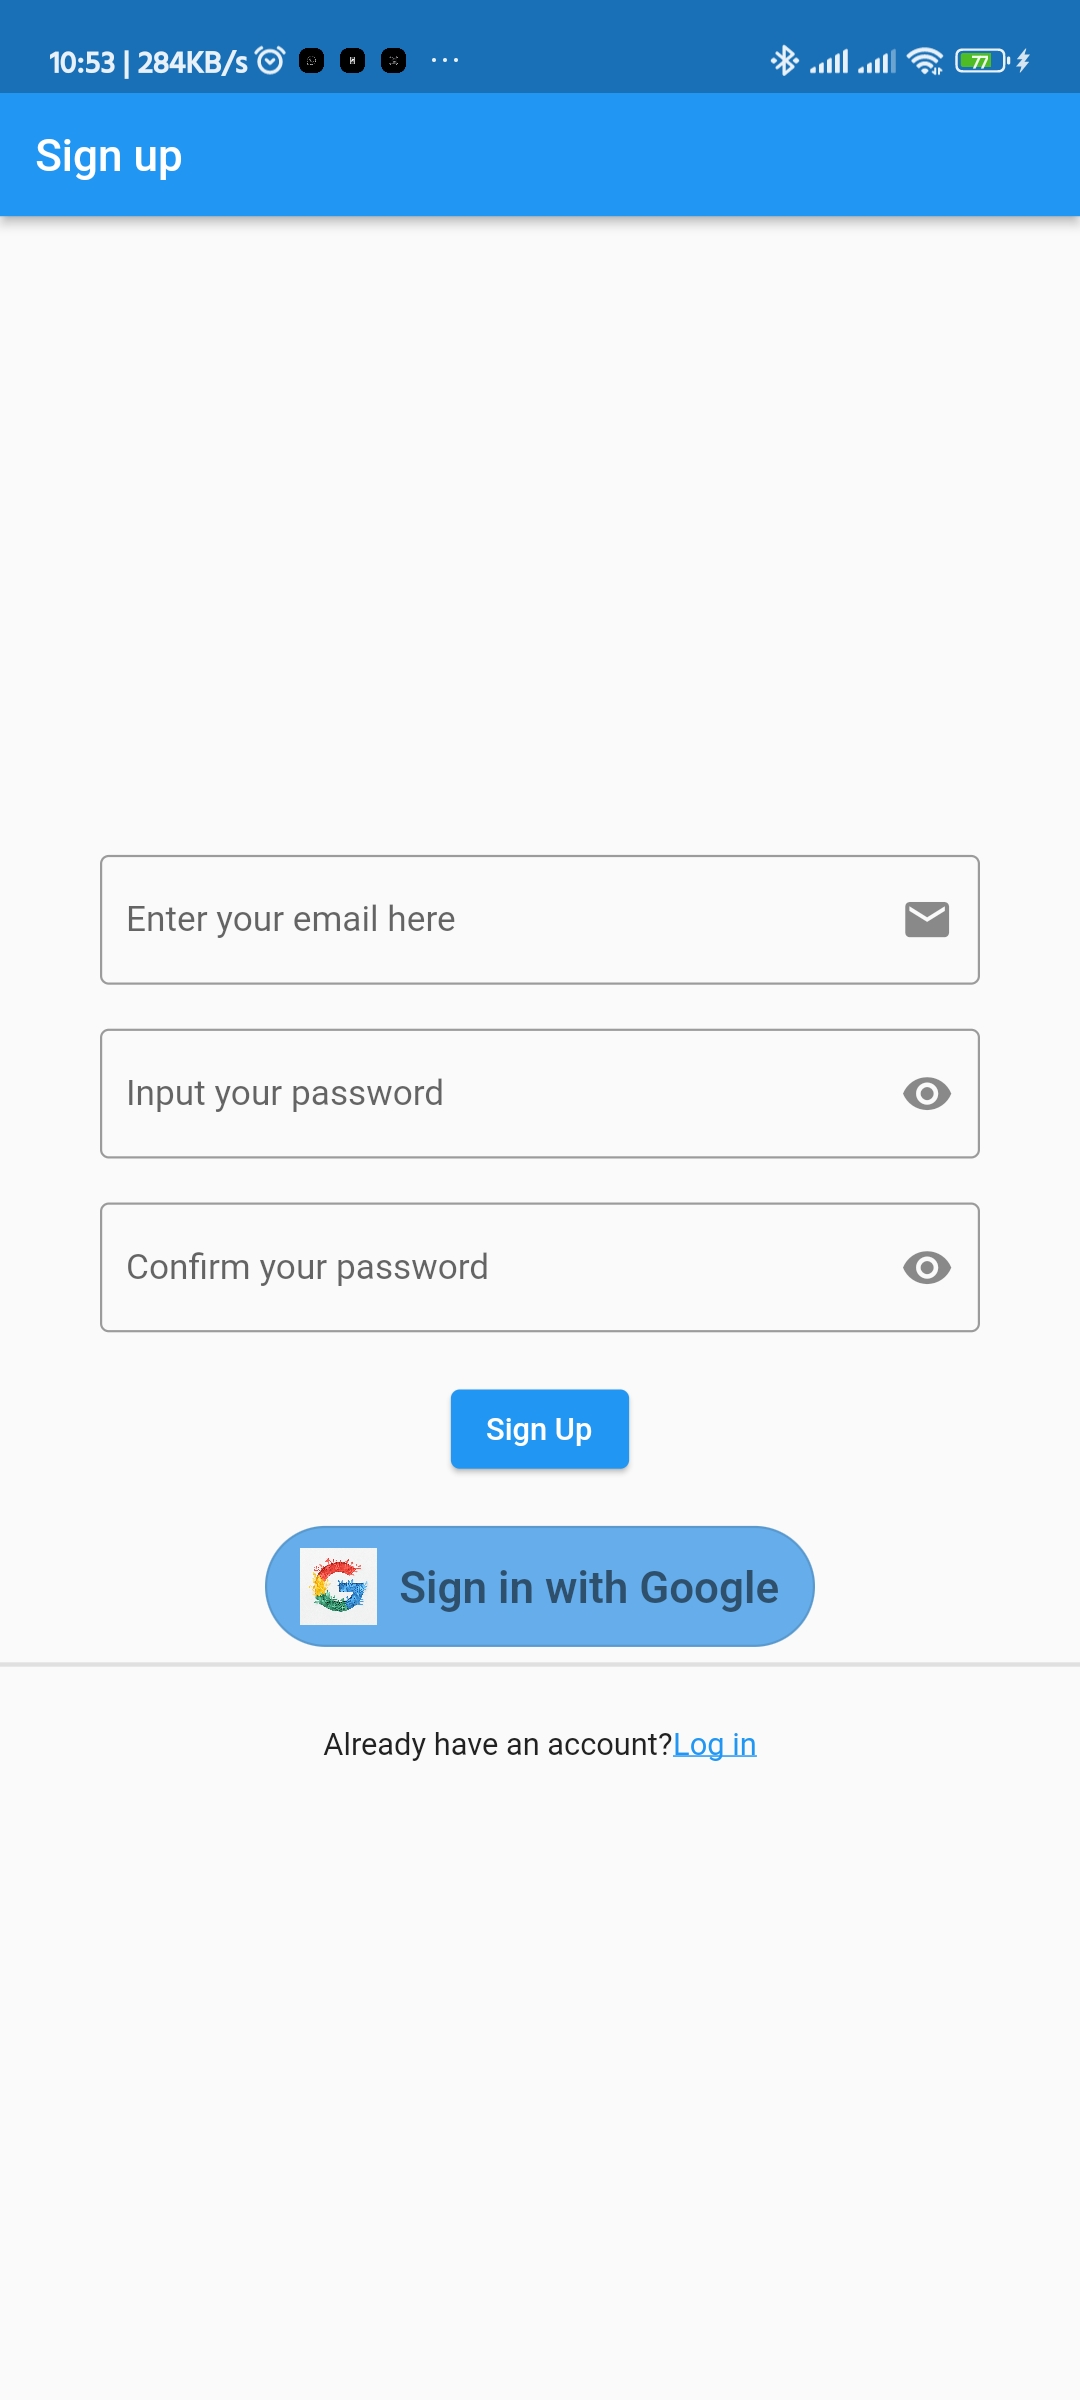 10:53 | 284KB/s
77
Sign up
Enter your email here
Input your password
Confirm your password
Sign Up
Sign in with Google
Already have an account?Log in